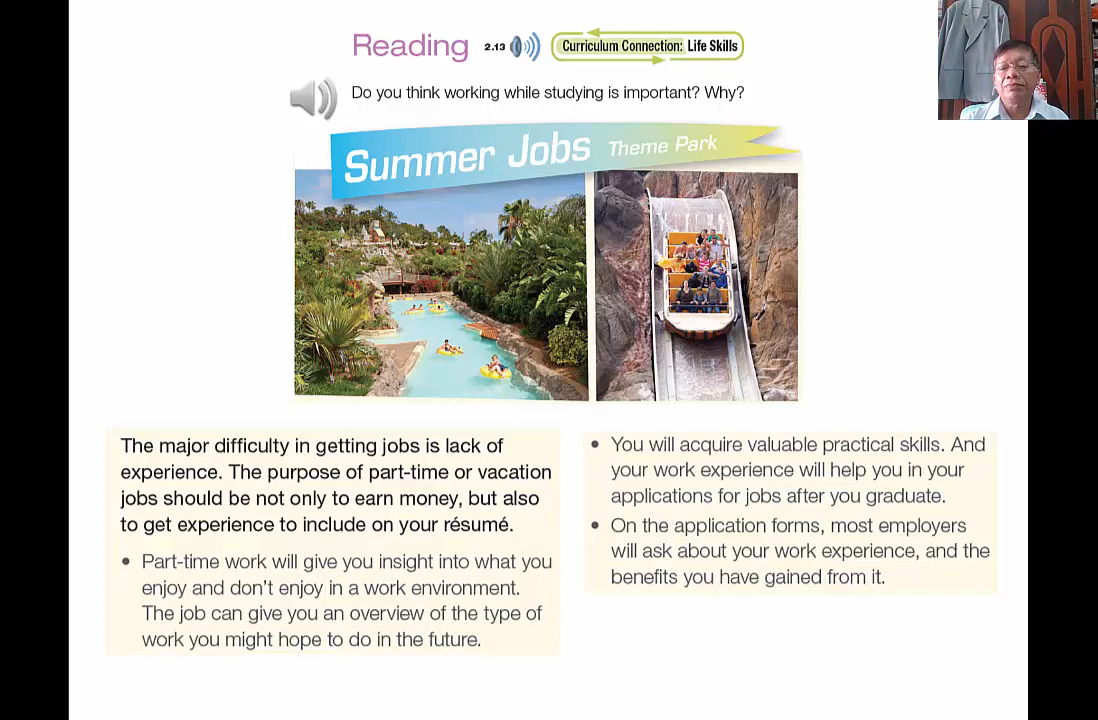 Reading
2.13
Curriculum Connection: Life Skills
Do you think working while studying is important? Why?
Summer Jobs Theme Park
The major difficulty in getting jobs is lack of
experience. The purpose of part-time or vacation
jobs should be not only to earn money, but also
to get experience to include on your résumé.
• Part-time work will give you insight into what you
enjoy and don't enjoy in a work environment.
The job can give you an overview of the type of
work you might hope to do in the future.
• You will acquire valuable practical skills. And
your work experience will help you in your
applications for jobs after you graduate.
• On the application forms, most employers
will ask about your work experience, and the
benefits you have gained from it.